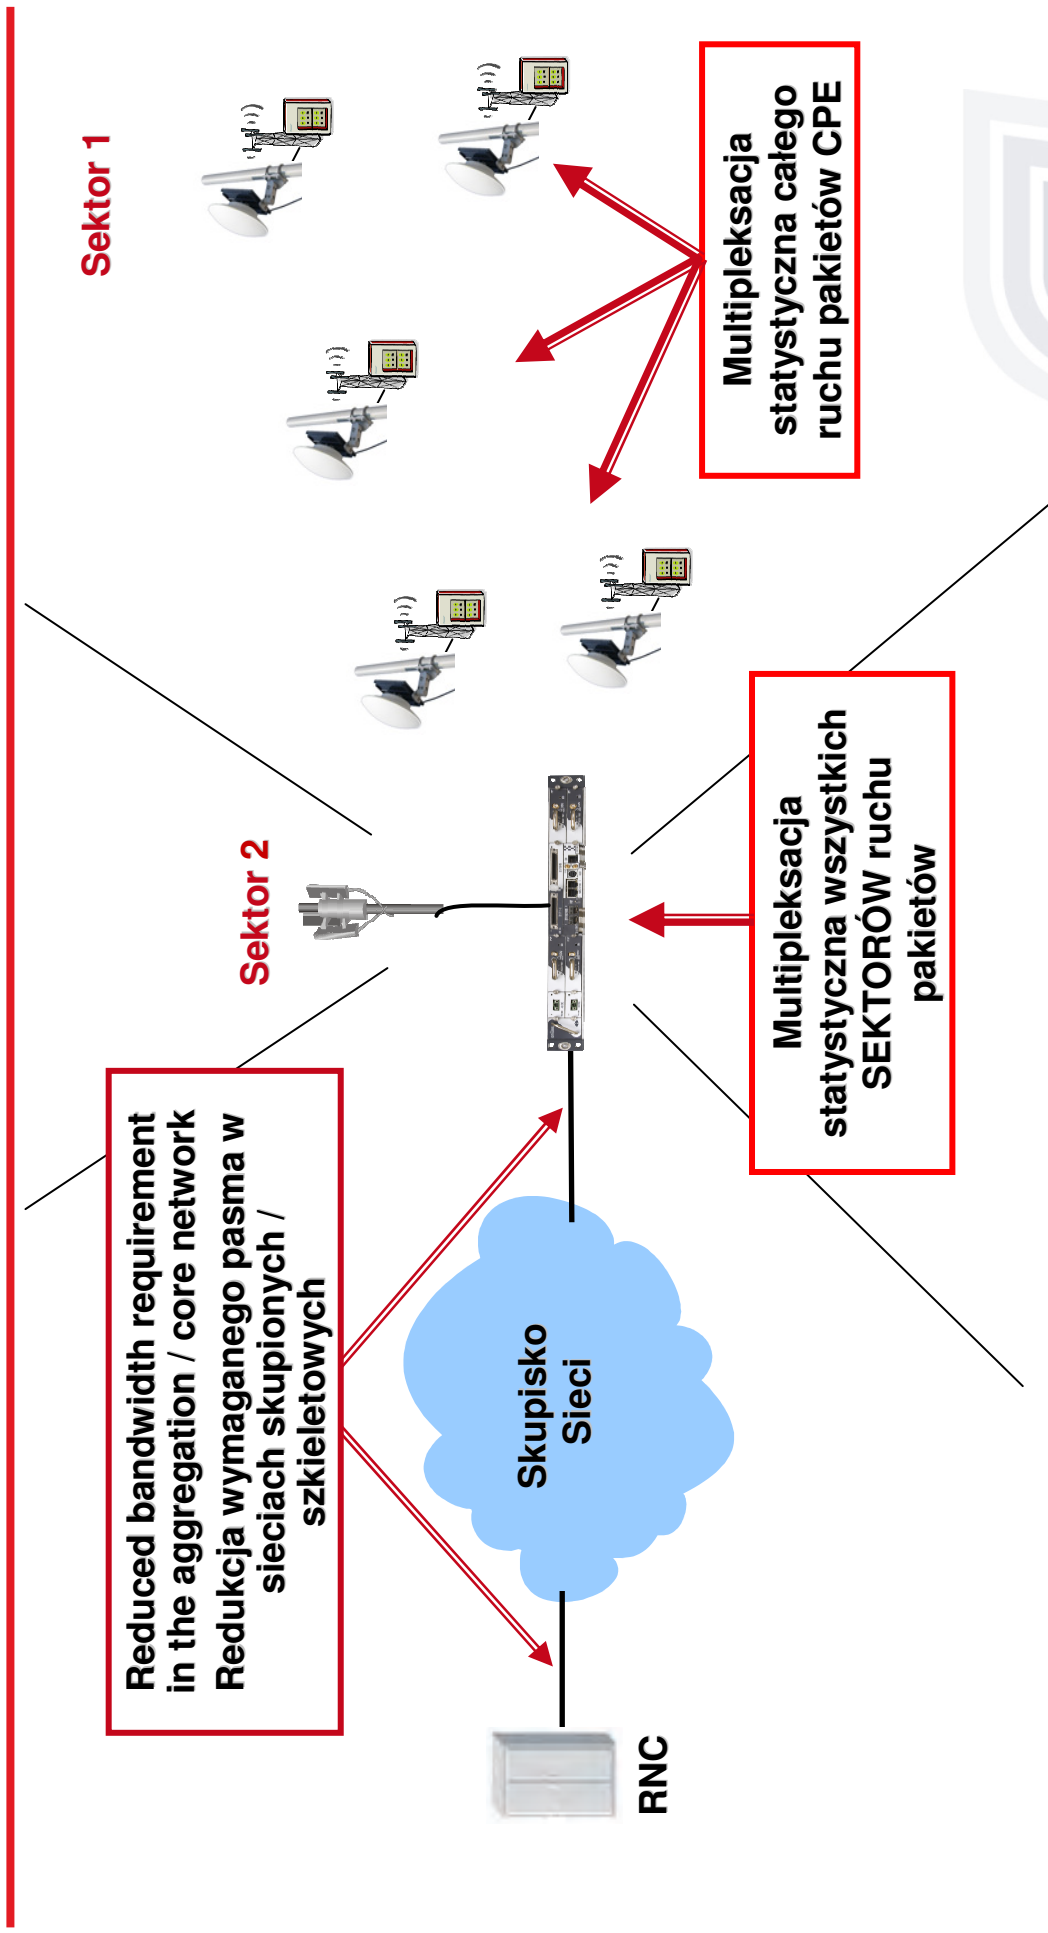 Reduced bandwidth requirement
in the aggregation / core network
Redukcja wymaganego pasma w
sieciach skupionych /
szkieletowych
Sektor 2
Sektor 1
RNC
Skupisko
Sieci
Multipleksacja
statystyczna wszystkich
SEKTORÓW ruchu
pakietów
Multipleksacja
statystyczna całego
ruchu pakietów CPE